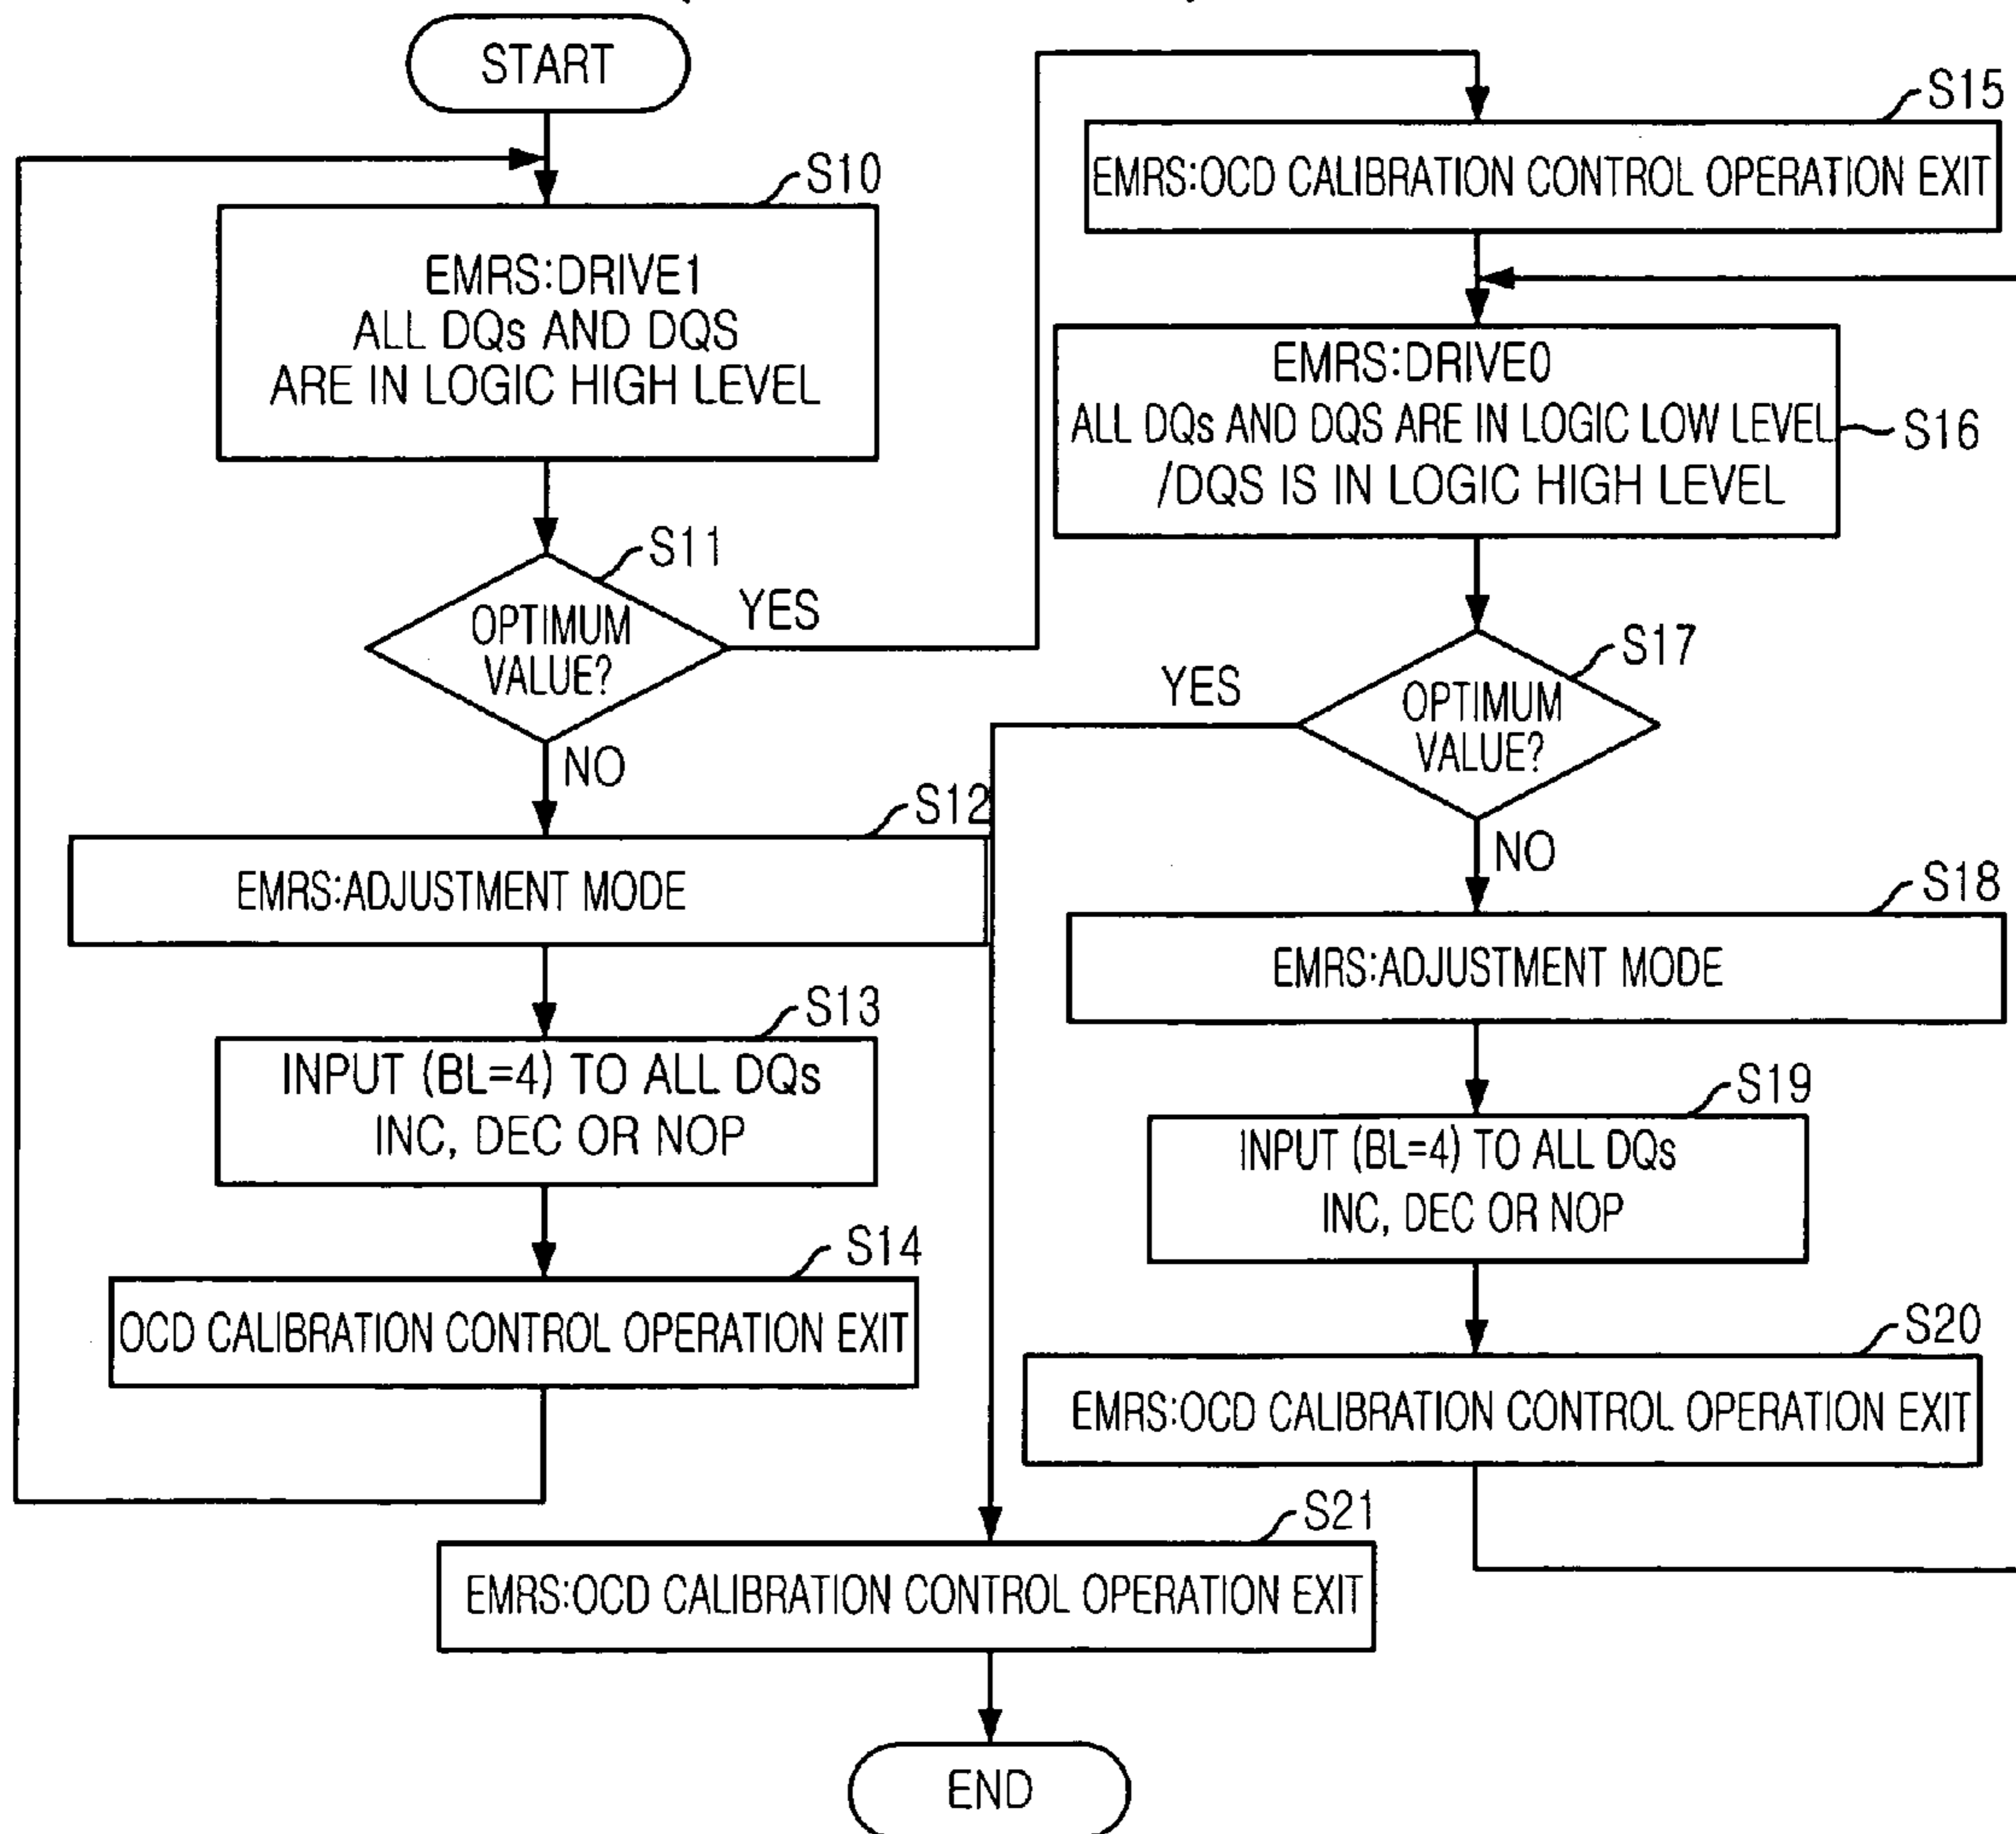 START
S10
EMRS:DRIVE1
ALL DQs AND DQS
ARE IN LOGIC HIGH LEVEL
S11
OPTIMUM
VALUE?
YES
NO
S12
EMRS:ADJUSTMENT MODE
S13
INPUT (BL=4) TO ALL DQs
INC, DEC OR NOP
S14
OCD CALIBRATION CONTROL OPERATION EXIT
S15
EMRS:OCD CALIBRATION CONTROL OPERATION EXIT
EMRS:DRIVE0
ALL DQs AND DQS ARE IN LOGIC LOW LEVEL
/DQS IS IN LOGIC HIGH LEVEL
S16
S17
OPTIMUM
VALUE?
YES
NO
S18
EMRS:ADJUSTMENT MODE
S19
INPUT (BL=4) TO ALL DQs
INC, DEC OR NOP
S20
EMRS:OCD CALIBRATION CONTROL OPERATION EXIT
S21
EMRS:OCD CALIBRATION CONTROL OPERATION EXIT
END